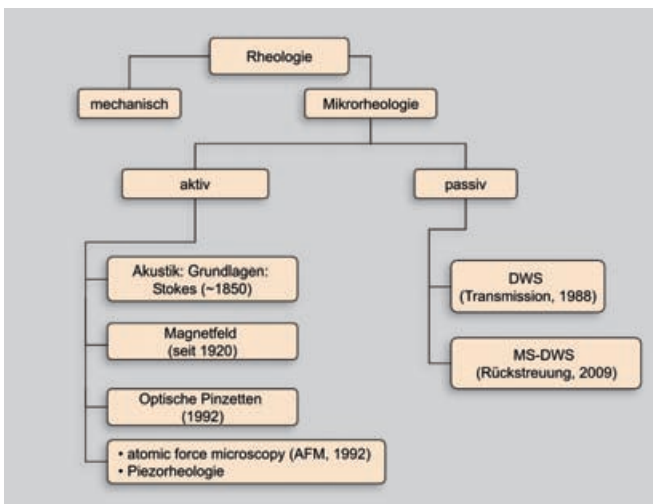 Rheologie
mechanisch
Mikrorheologie
aktiv
passiv
Akustik: Grundlagen:
Stokes (~1850)
Magnetfeld
(seit 1920)
Optische Pinzetten
(1992)
• atomic force microscopy (AFM, 1992)
• Piezorheologie
DWS
(Transmission, 1988)
MS-DWS
(Rückstreuung, 2009)